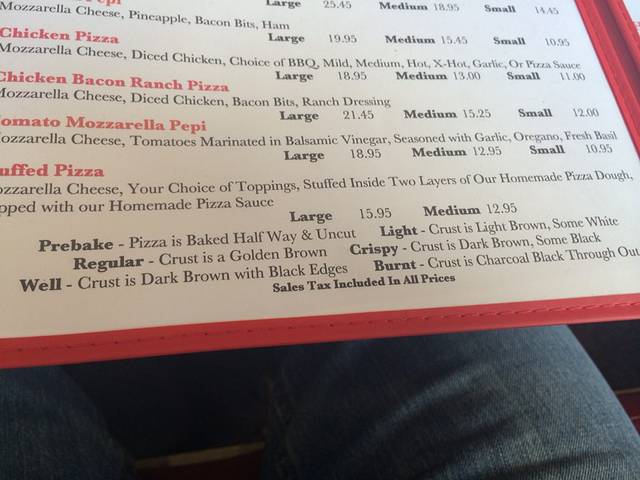 Pepi
Large 25.45 Medium 18.95 Small 14.45
Mozzarella Cheese, Pineapple, Bacon Bits, Ham
Chicken Pizza Large 19.95 Medium 15.45 Small 10.95
Mozzarella Cheese, Diced Chicken, Choice of BBQ, Mild, Medium, Hot, X-Hot, Garlic, Or Pizza Sauce
Chicken Bacon Ranch Pizza Large 18.95 Medium 13.00 Small 11.00
Mozzarella Cheese, Diced Chicken, Bacon Bits, Ranch Dressing
Large 21.45 Medium 15.25 Small 12.00
omato Mozzarella Pepi
ozzarella Cheese, Tomatoes Marinated in Balsamic Vinegar, Seasoned with Garlic, Oregano, Fresh Basil
Large 18.95 Medium 12.95 Small 10.95
uffed Pizza
ozzarella Cheese, Your Choice of Toppings, Stuffed Inside Two Layers of Our Homemade Pizza Dough,
pped with our Homemade Pizza Sauce
Large 15.95 Medium 12.95
Prebake - Pizza is Baked Half Way & Uncut Light - Crust is Light Brown, Some White
Regular - Crust is a Golden Brown Crispy - Crust is Dark Brown, Some Black
Well - Crust is Dark Brown with Black Edges Burnt - Crust is Charcoal Black Through Out
Sales Tax Included In All Prices